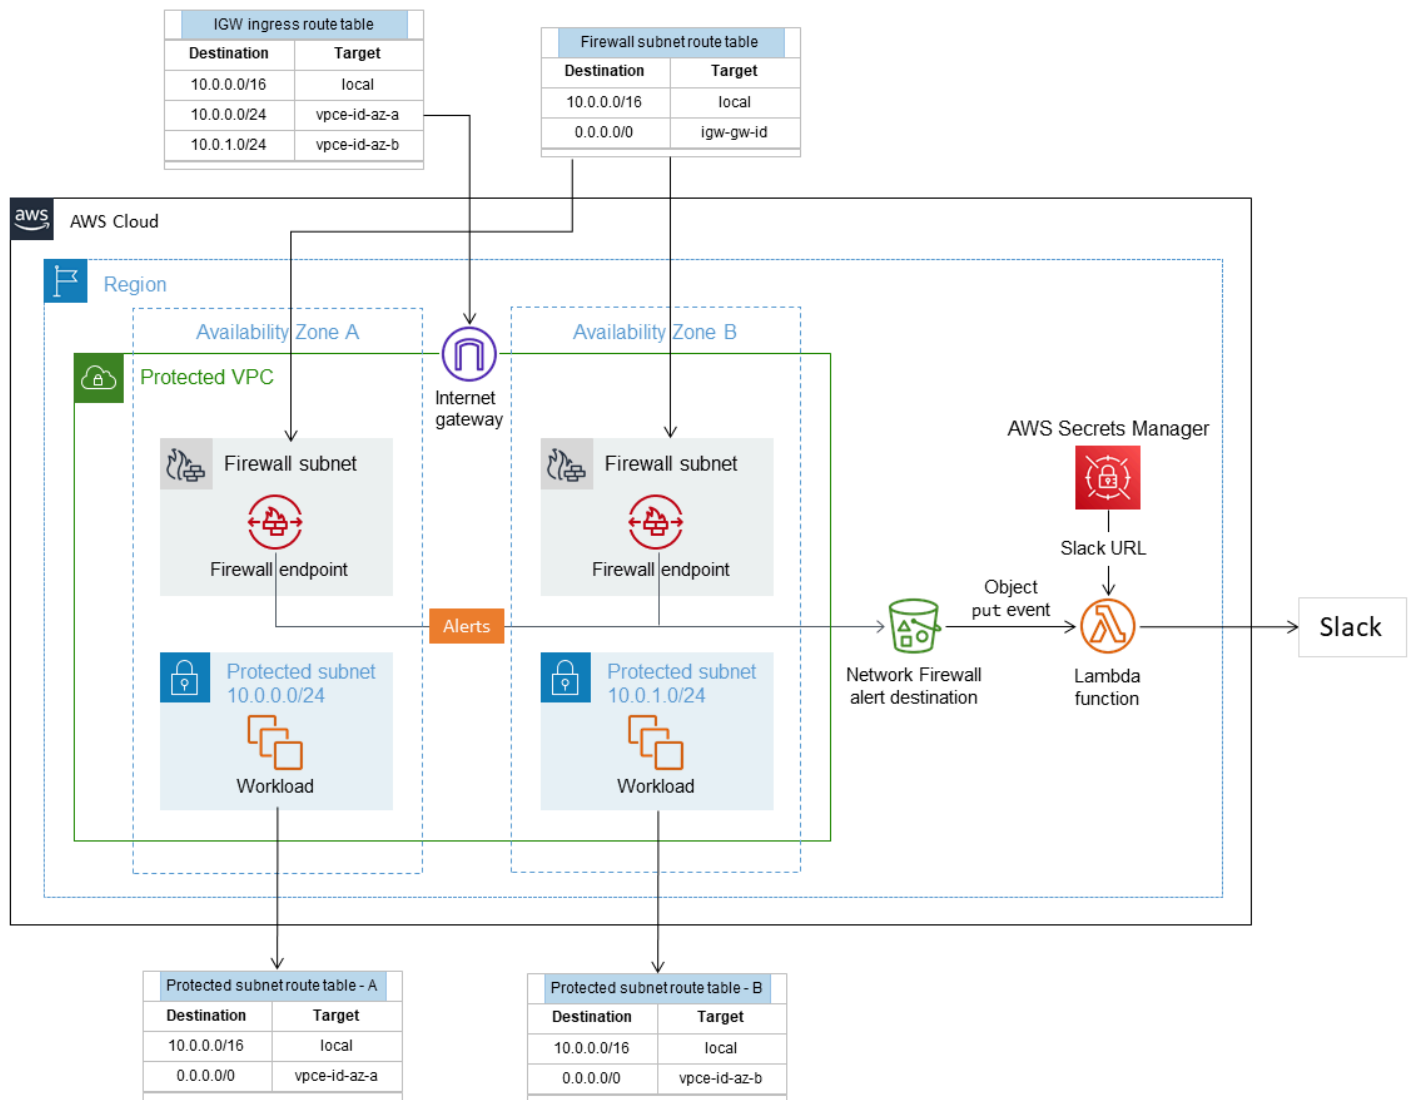 IGW ingress route table
Destination Target
10.0.0.0/16 local
10.0.0.0/24 vpce-id-az-a
10.0.1.0/24 vpce-id-az-b
Firewall subnet route table
Destination Target
10.0.0.0/16 local
0.0.0.0/0 igw-gw-id
aws
AWS Cloud
Region
Availability Zone A
Availability Zone B
Protected VPC
Internet
gateway
Firewall subnet
Firewall endpoint
Firewall subnet
Firewall endpoint
AWS Secrets Manager
Slack URL
Alerts
Object
put event
Slack
Network Firewall
alert destination
Lambda
function
Protected subnet
10.0.0.0/24
Workload
Protected subnet
10.0.1.0/24
Workload
Protected subnet route table - A
Destination Target
10.0.0.0/16 local
0.0.0.0/0 vpce-id-az-a
Protected subnet route table - B
Destination Target
10.0.0.0/16 local
0.0.0.0/0 vpce-id-az-b